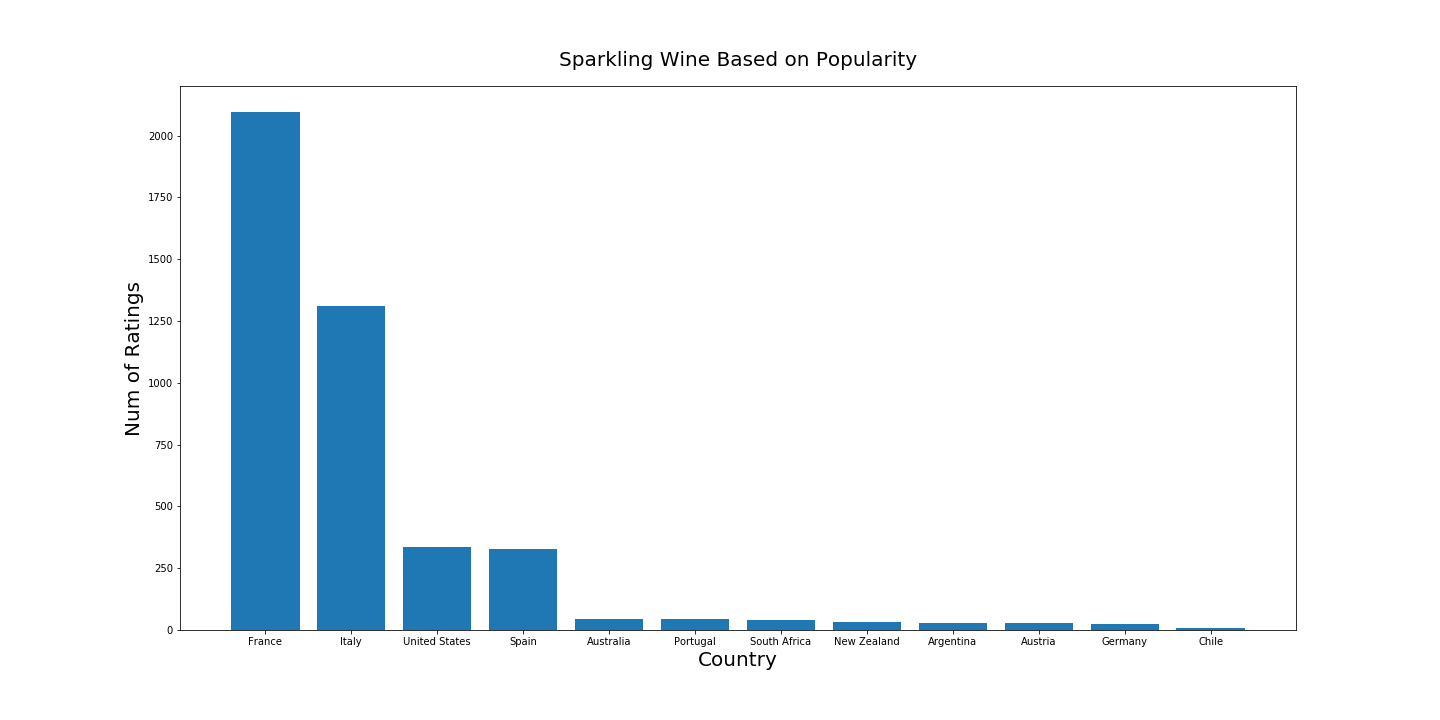 Sparkling Wine Based on Popularity
Num of Ratings
2000
1750
1500
1250
1000
750
500
250
0
France Italy United States Spain Australia Portugal South Africa New Zealand Argentina Austria Germany Chile
Country